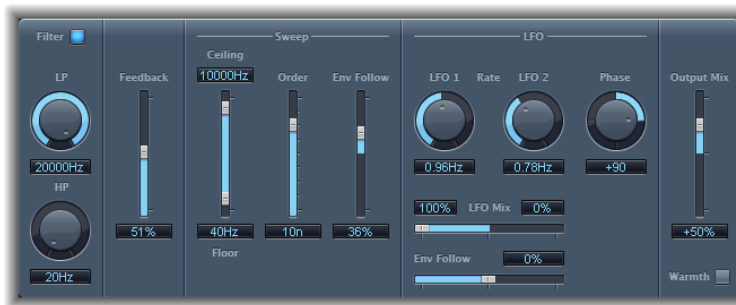 Filter
LP
20000Hz
HP
20Hz
Feedback
51%
Sweep
Ceiling
10000Hz
Order
Env Follow
40Hz
10n
36%
Floor
LFO
LFO 1
Rate
LFO 2
Phase
0.96Hz
0.78Hz
+90
100%
LFO Mix
0%
Env Follow
0%
Output Mix
+50%
Warmth